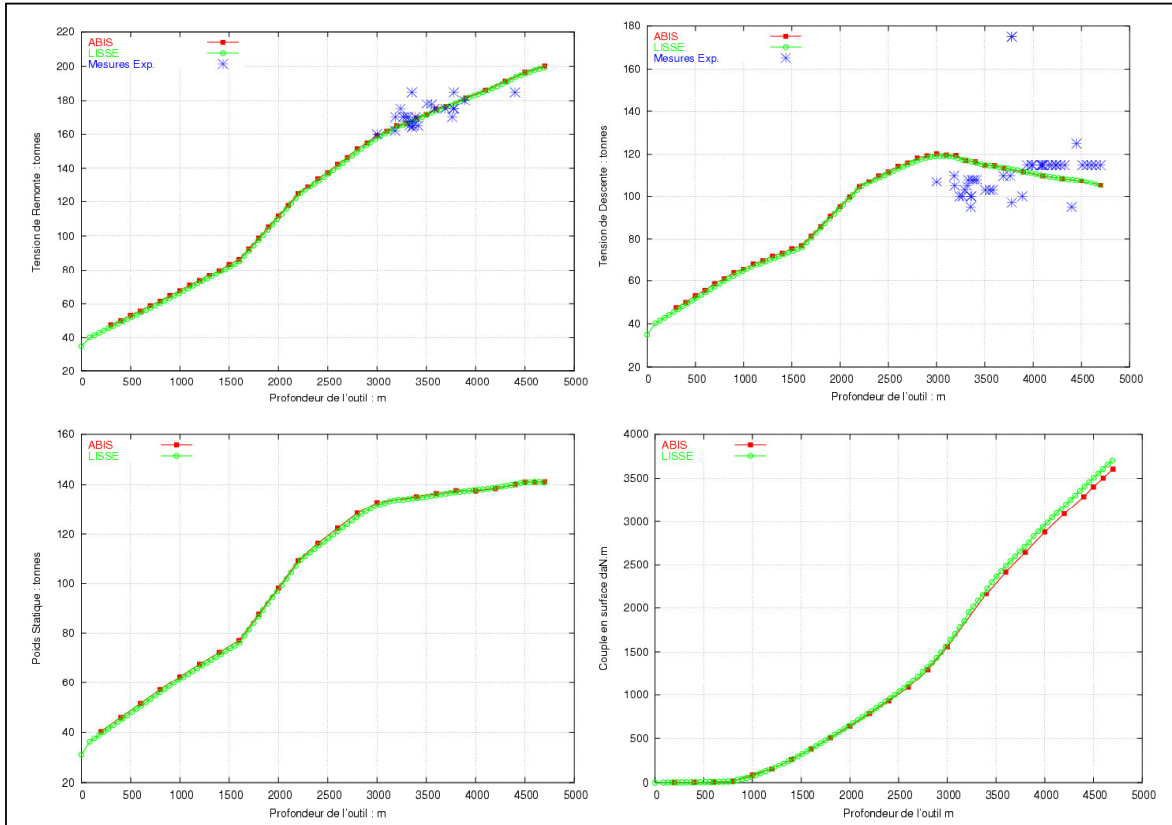 220
200
180
160
140
120
100
80
60
40
20
Tension de Remonte : tonnes
ABIS
LISSE
Mesures Exp.
0 500 1000 1500 2000 2500 3000 3500 4000 4500 5000
Profondeur de l'outil : m
180
160
140
120
100
80
60
40
20
Tension de Descente : tonnes
ABIS
LISSE
Mesures Exp.
0 500 1000 1500 2000 2500 3000 3500 4000 4500 5000
Profondeur de l'outil : m
160
140
120
100
80
60
40
20
Poids Statique : tonnes
ABIS
LISSE
0 500 1000 1500 2000 2500 3000 3500 4000 4500 5000
Profondeur de l'outil : m
4000
3500
3000
2500
2000
1500
1000
500
0
Couple en surface daN.m
ABIS
LISSE
0 500 1000 1500 2000 2500 3000 3500 4000 4500 5000
Profondeur de l'outil m